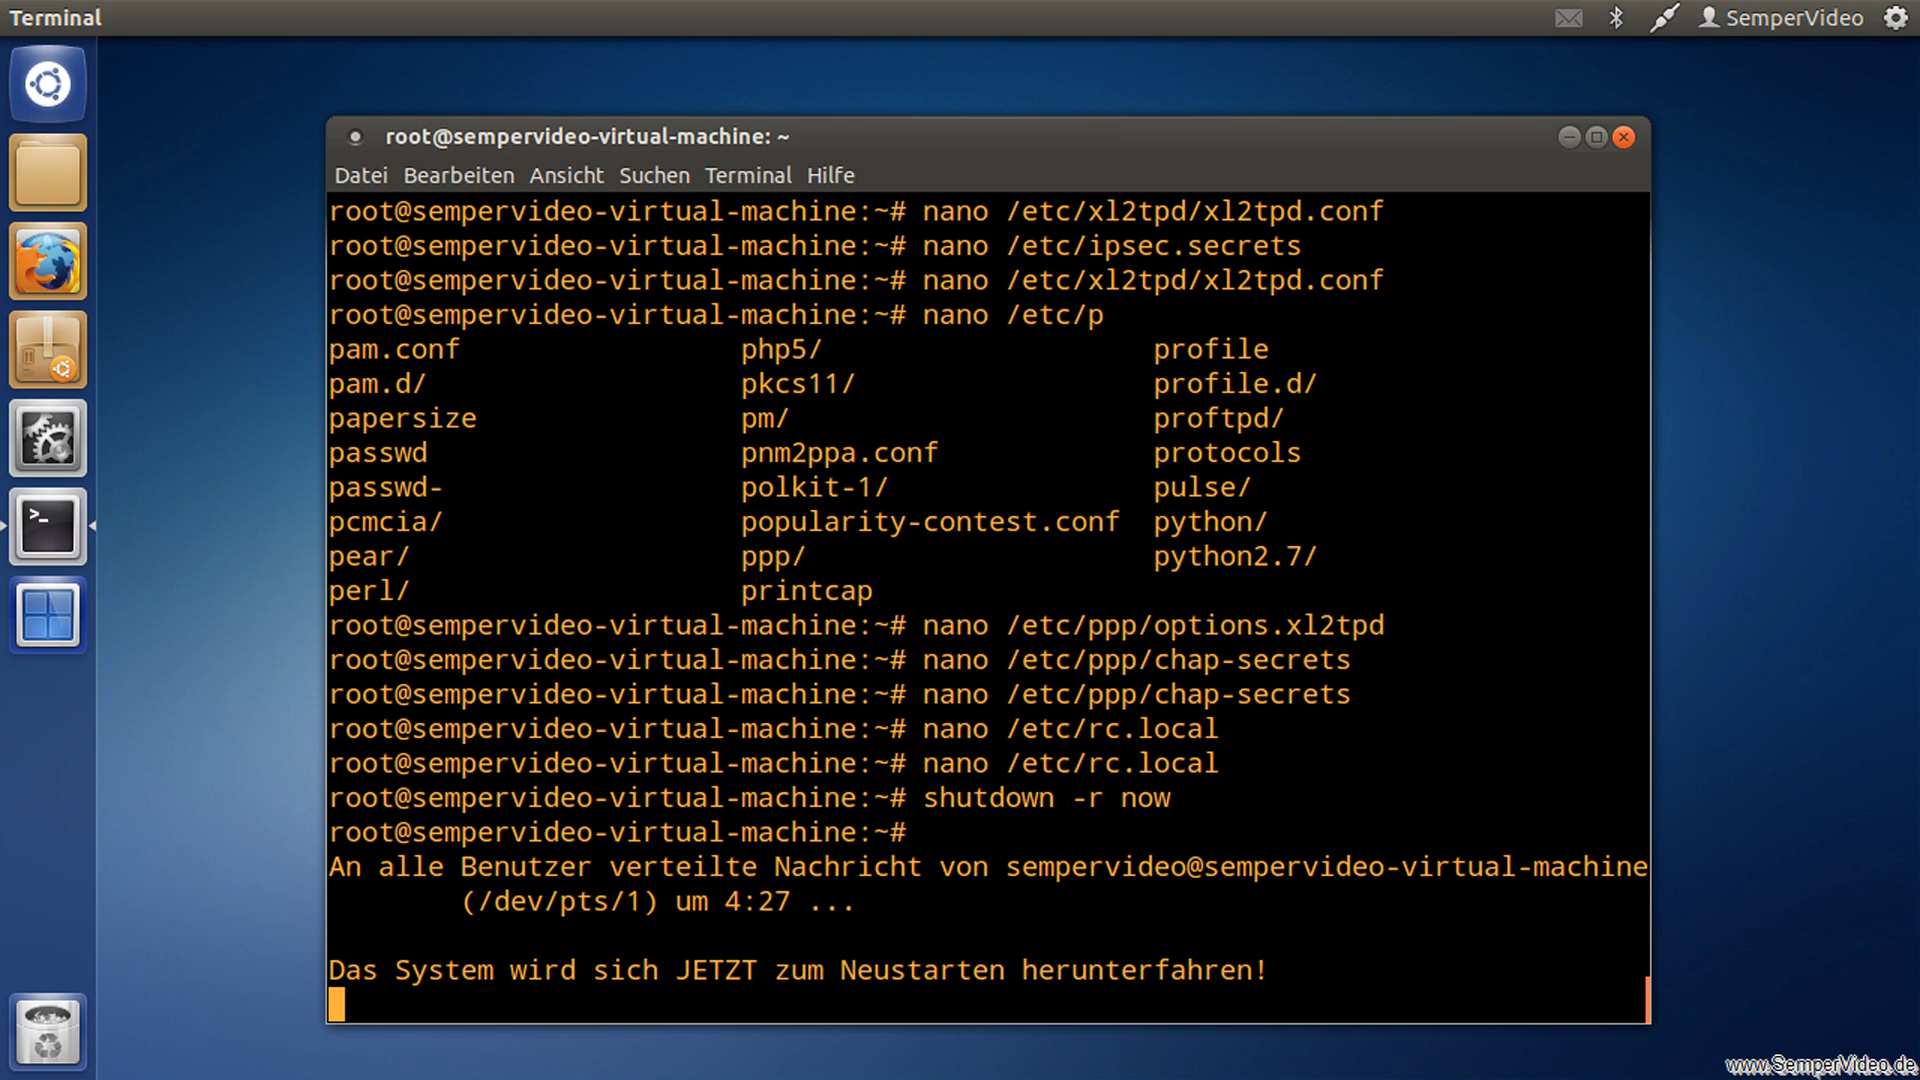 Terminal
SemperVideo
root@sempervideo-virtual-machine: ~
Datei Bearbeiten Ansicht Suchen Terminal Hilfe
root@sempervideo-virtual-machine:~# nano /etc/xl2tpd/xl2tpd.conf
root@sempervideo-virtual-machine:~# nano /etc/ipsec.secrets
root@sempervideo-virtual-machine:~# nano /etc/xl2tpd/xl2tpd.conf
root@sempervideo-virtual-machine:~# nano /etc/p
pam.conf php5/ profile
pam.d/ pkcs11/ profile.d/
papersize pm/ proftpd/
passwd pnm2ppa.conf protocols
passwd- polkit-1/ pulse/
pcmcia/ popularity-contest.conf python/
pear/ ppp/ python2.7/
perl/ printcap
root@sempervideo-virtual-machine:~# nano /etc/ppp/options.xl2tpd
root@sempervideo-virtual-machine:~# nano /etc/ppp/chap-secrets
root@sempervideo-virtual-machine:~# nano /etc/ppp/chap-secrets
root@sempervideo-virtual-machine:~# nano /etc/rc.local
root@sempervideo-virtual-machine:~# nano /etc/rc.local
root@sempervideo-virtual-machine:~# shutdown -r now
root@sempervideo-virtual-machine:~#
An alle Benutzer verteilte Nachricht von sempervideo@sempervideo-virtual-machine
(/dev/pts/1) um 4:27 ...
Das System wird sich JETZT zum Neustarten herunterfahren!
www.SemperVideo.de